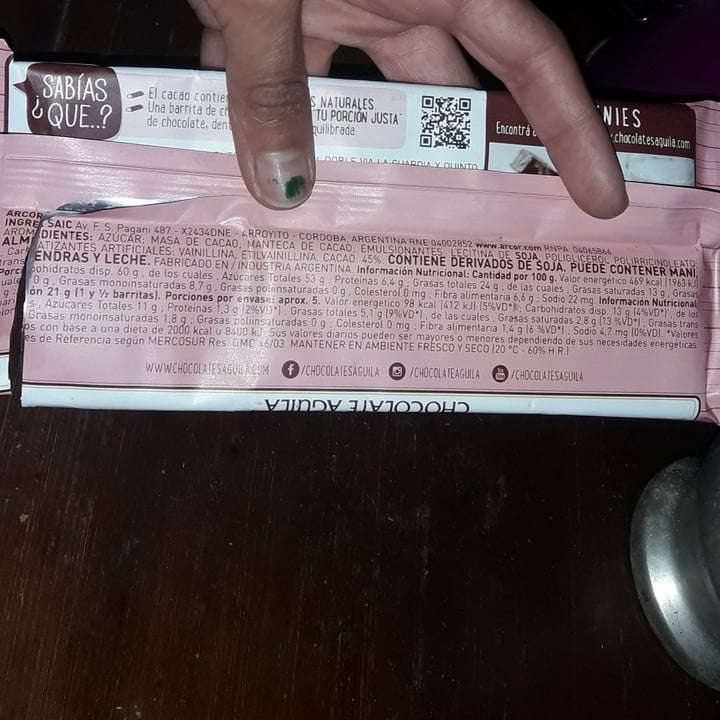 SABÍAS
¿QUE..?
El cacao contien S NATURALES
Una barrita de ch TU PORCIÓN JUSTA
de chocolate, den quilibrada.
NIES
Encontrá .chocolatesaguila.com
DOBLE VIA LA GUARDIA Y QUINTO
ARCOR SAIC Av. F. S. Pagani 487 - X2434DNE - ARROYITO - CORDOBA, ARGENTINA RNE 04002852 www.arcor.com RNPA: 04065866
INGREDIENTES: AZÚCAR, MASA DE CACAO, MANTECA DE CACAO, EMULSIONANTES: LECITINA DE SOJA, POLIGLICEROL POLIRRICINOLEATO
AROMATIZANTES ARTIFICIALES: VAINILLINA, ETILVAINILLINA, CACAO: 45%. CONTIENE DERIVADOS DE SOJA. PUEDE CONTENER MANÍ,
ALMENDRAS Y LECHE. FABRICADO EN / INDUSTRIA ARGENTINA. Información Nutricional: Cantidad por 100 g. Valor energético 469 kcal (1963 kJ)
ohidratos disp. 60 g , de los cuales , Azúcares Totales 53 g ; Proteínas 6,4 g ; Grasas totales 24 g , de las cuales , Grasas saturadas 13 g , Grasas
0 g , Grasas monoinsaturadas 8,7 g , Grasas poliinsaturadas 0 g , Colesterol 0 mg ; Fibra alimentaria 6,6 g ; Sodio 22 mg. Información Nutricional
ón 21 g (1 y ½ barritas). Porciones por envase: aprox. 5. Valor energético 98 kcal (412 kJ) (5%VD*); Carbohidratos disp. 13 g (4%VD*) , de los
s , Azúcares Totales 11 g ; Proteínas 1,3 g (2%VD*) ; Grasas totales 5,1 g (9%VD*) , de las cuales , Grasas saturadas 2,8 g (13 %VD*) , Grasas trans
Grasas monoinsaturadas 1,8 g , Grasas poliinsaturadas 0 g ; Colesterol 0 mg ; Fibra alimentaria 1,4 g (6 %VD*) ; Sodio 4,7 mg (0%VD). *Valores
os con base a una dieta de 2000 kcal u 8400 kJ. Sus valores diarios pueden ser mayores o menores dependiendo de sus necesidades energéticas.
es de Referencia según MERCOSUR Res. GMC 46/03. MANTENER EN AMBIENTE FRESCO Y SECO (20 °C - 60% H.R.)
WWW.CHOCOLATESAGUILA.COM /CHOCOLATESAGUILA /CHOCOLATEAGUILA /CHOCOLATESAGUILA
CHOCOLATE AGUILA